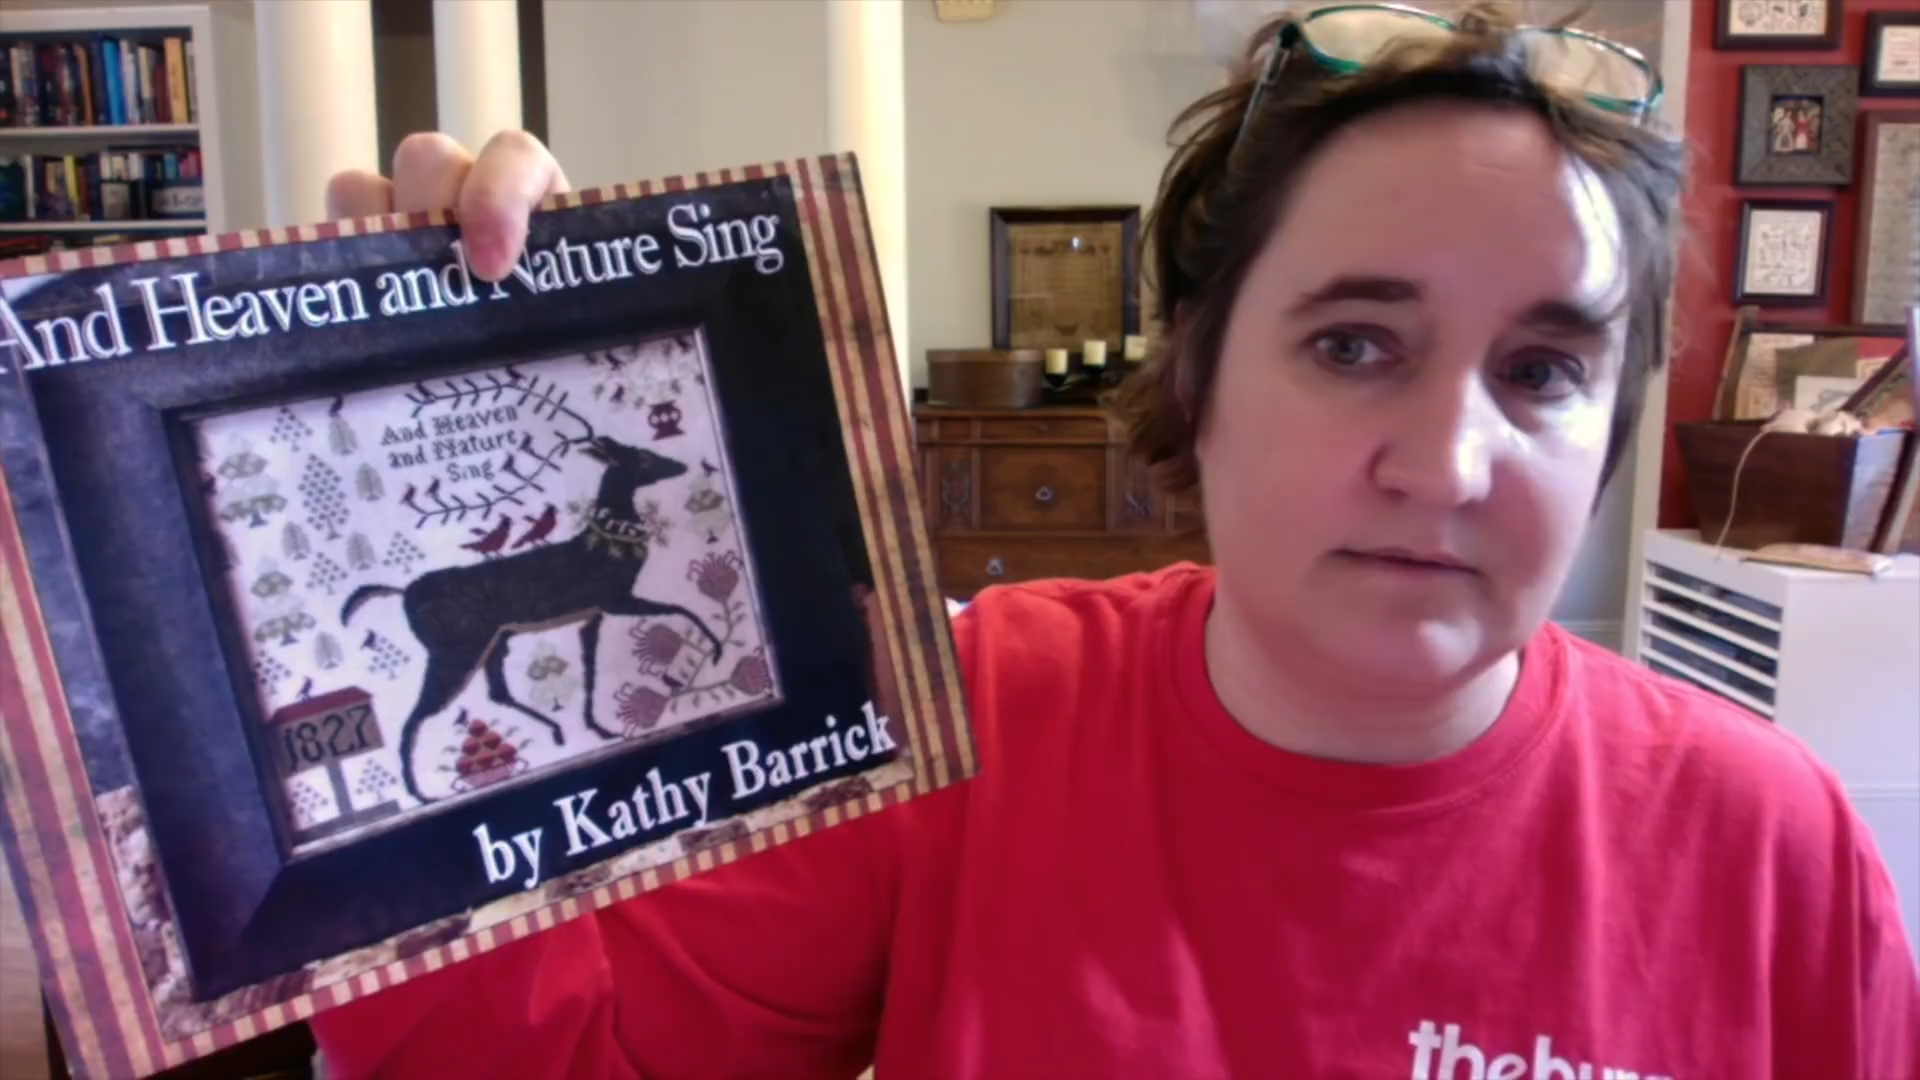 And Heaven and Nature Sing
And Heaven
and Nature
Sing
1827
by Kathy Barrick